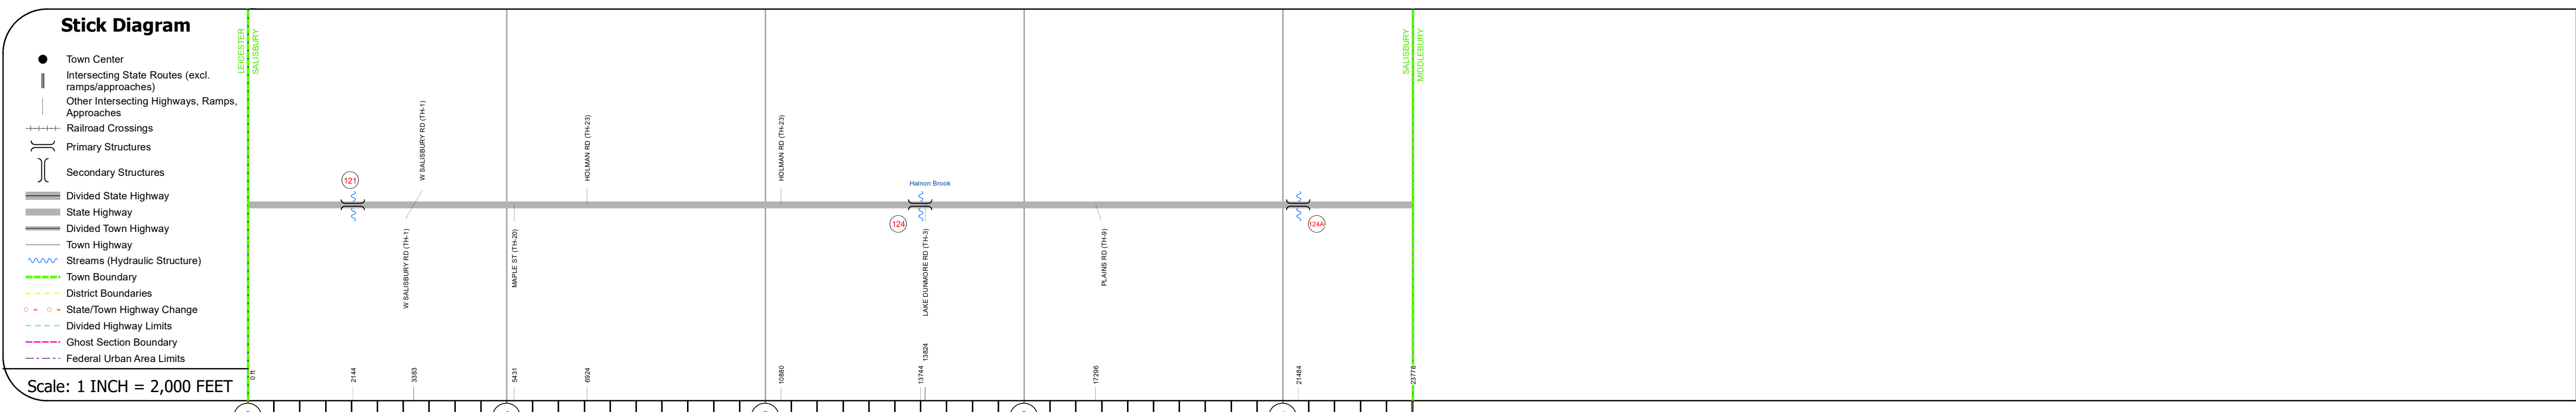 Stick Diagram
Town Center
Intersecting State Routes (excl.
ramps/approaches)
Other Intersecting Highways, Ramps,
Approaches
Railroad Crossings
Primary Structures
Secondary Structures
Divided State Highway
State Highway
Divided Town Highway
Town Highway
Streams (Hydraulic Structure)
Town Boundary
District Boundaries
State/Town Highway Change
Divided Highway Limits
Ghost Section Boundary
Federal Urban Area Limits
Scale: 1 INCH = 2,000 FEET
LEICESTER
SALISBURY
121
W SALISBURY RD (TH-1)
W SALISBURY RD (TH-1)
MAPLE ST (TH-20)
HOLMAN RD (TH-23)
HOLMAN RD (TH-23)
Halnon Brook
124
LAKE DUNMORE RD (TH-3)
PLAINS RD (TH-9)
124A
SALISBURY
MIDDLEBURY
0 ft
2144
3383
5431
6924
10880
13744
13824
17296
21484
23778